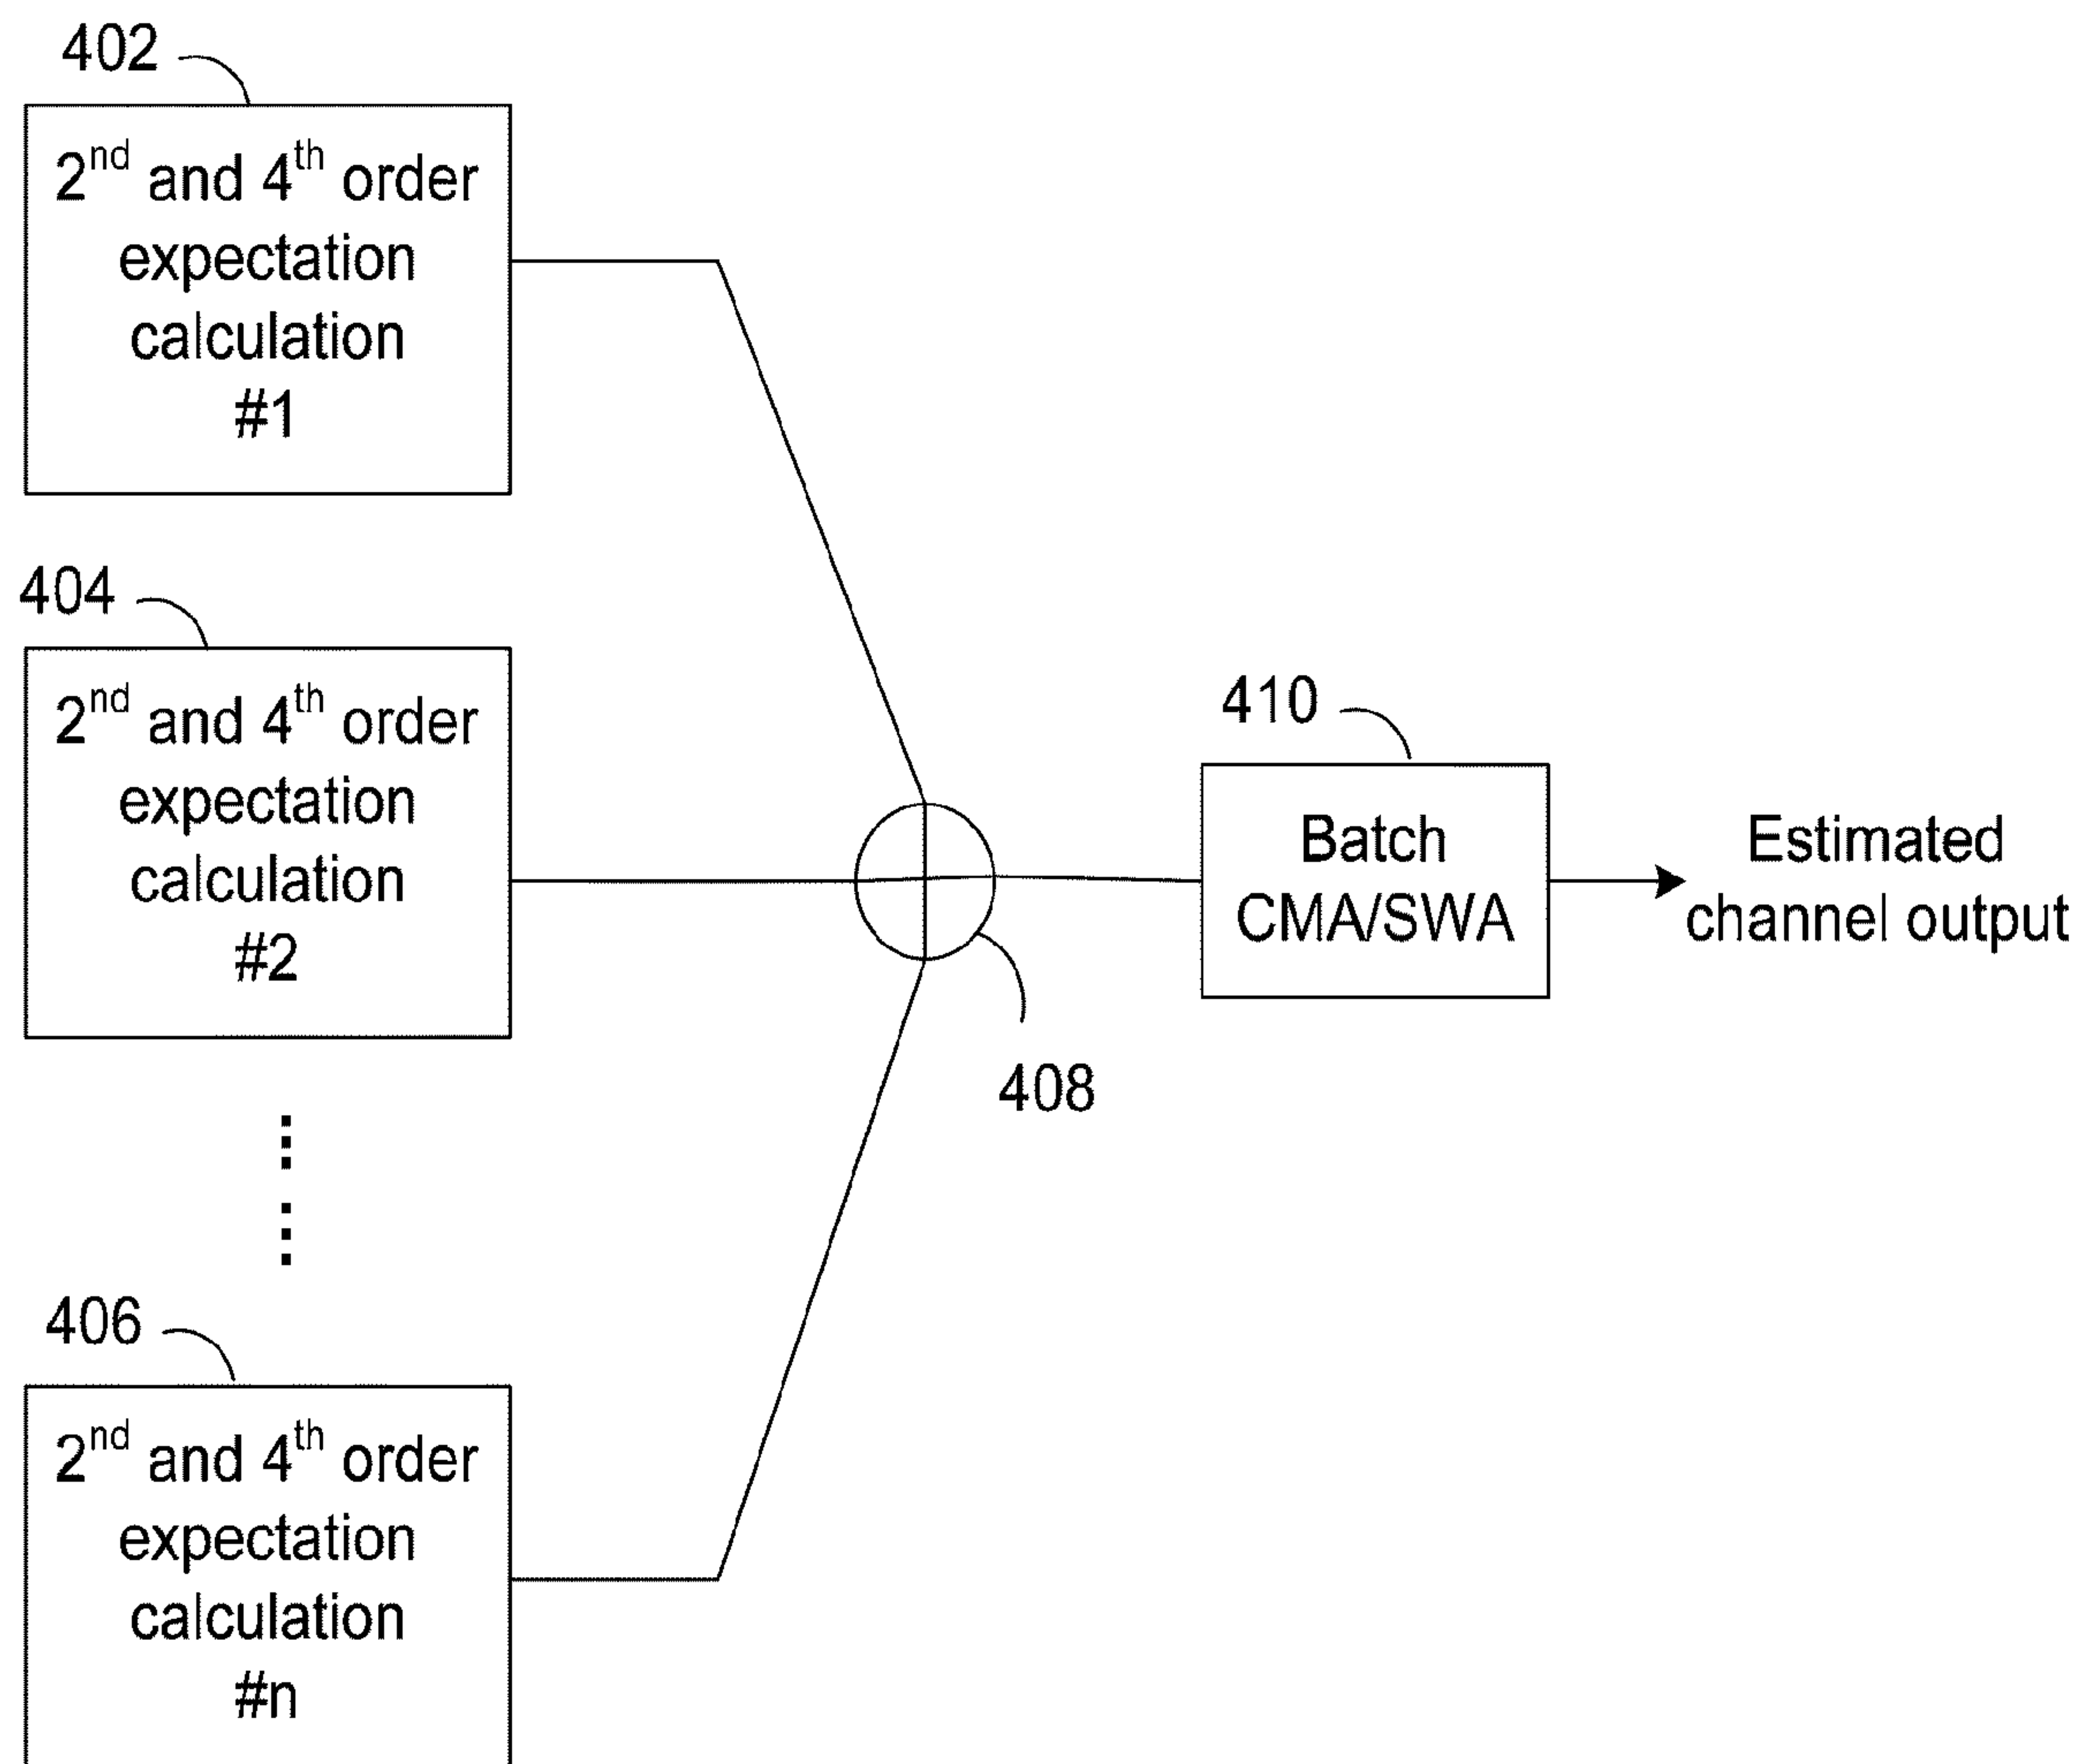 402
2nd and 4th order
expectation
calculation
#1
404
2nd and 4th order
expectation
calculation
#2
406
2nd and 4th order
expectation
calculation
#n
408
410
Batch
CMA/SWA
Estimated
channel output